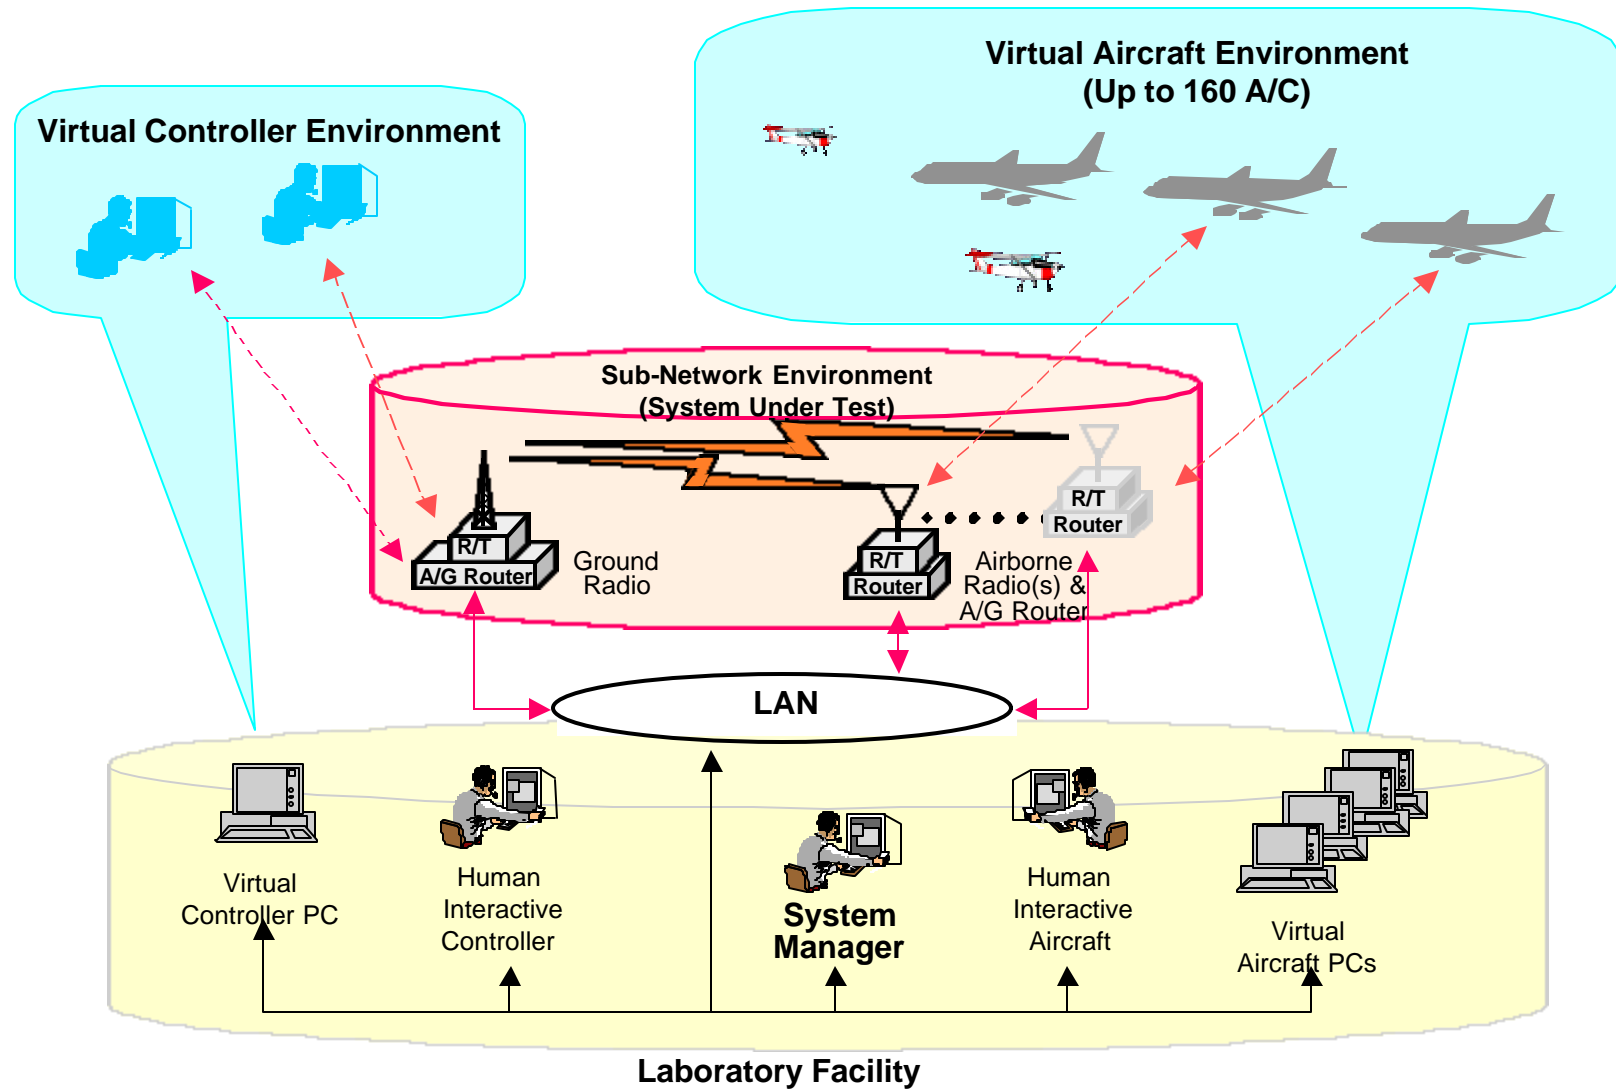 Virtual Aircraft Environment
(Up to 160 A/C)
Virtual Controller Environment
Sub-Network Environment
(System Under Test)
R/T
A/G Router
Ground
Radio
R/T
Router
R/T
Router
Airborne
Radio(s) &
A/G Router
LAN
Virtual
Controller PC
Human
Interactive
Controller
System
Manager
Human
Interactive
Aircraft
Virtual
Aircraft PCs
Laboratory Facility